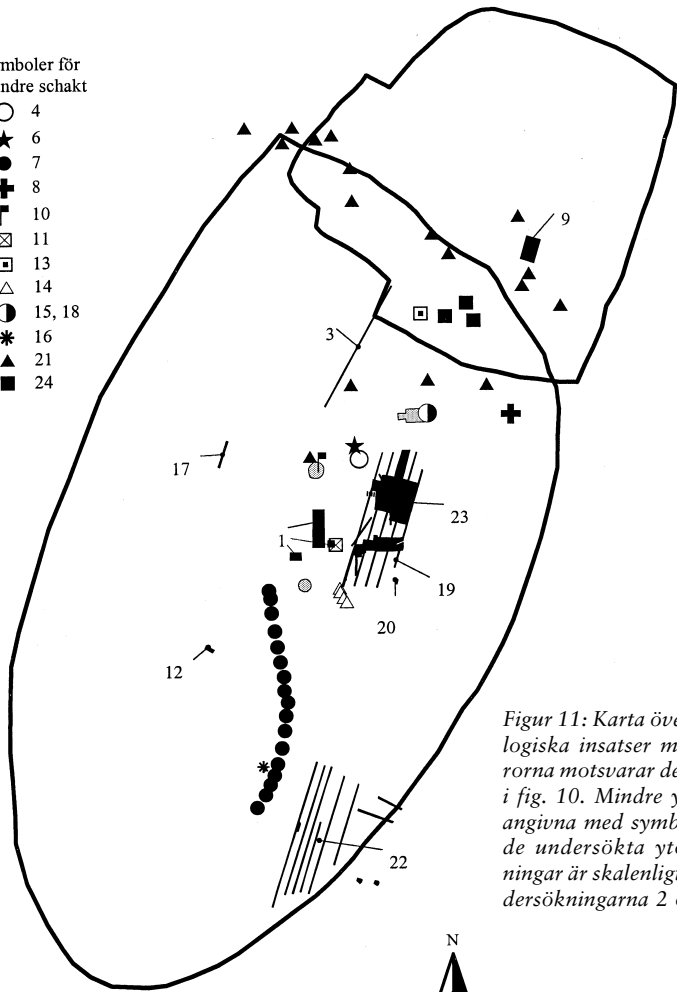 mboler för
ndre schakt
4
6
7
8
10
11
13
14
15, 18
16
21
24
9
3
17
23
1
19
20
12
22
N
Figur 11: Karta öve
logiska insatser m
rorna motsvarar de
i fig. 10. Mindre y
angivna med symb
de undersökta yt
ningar är skalenlig
dersökningarna 2